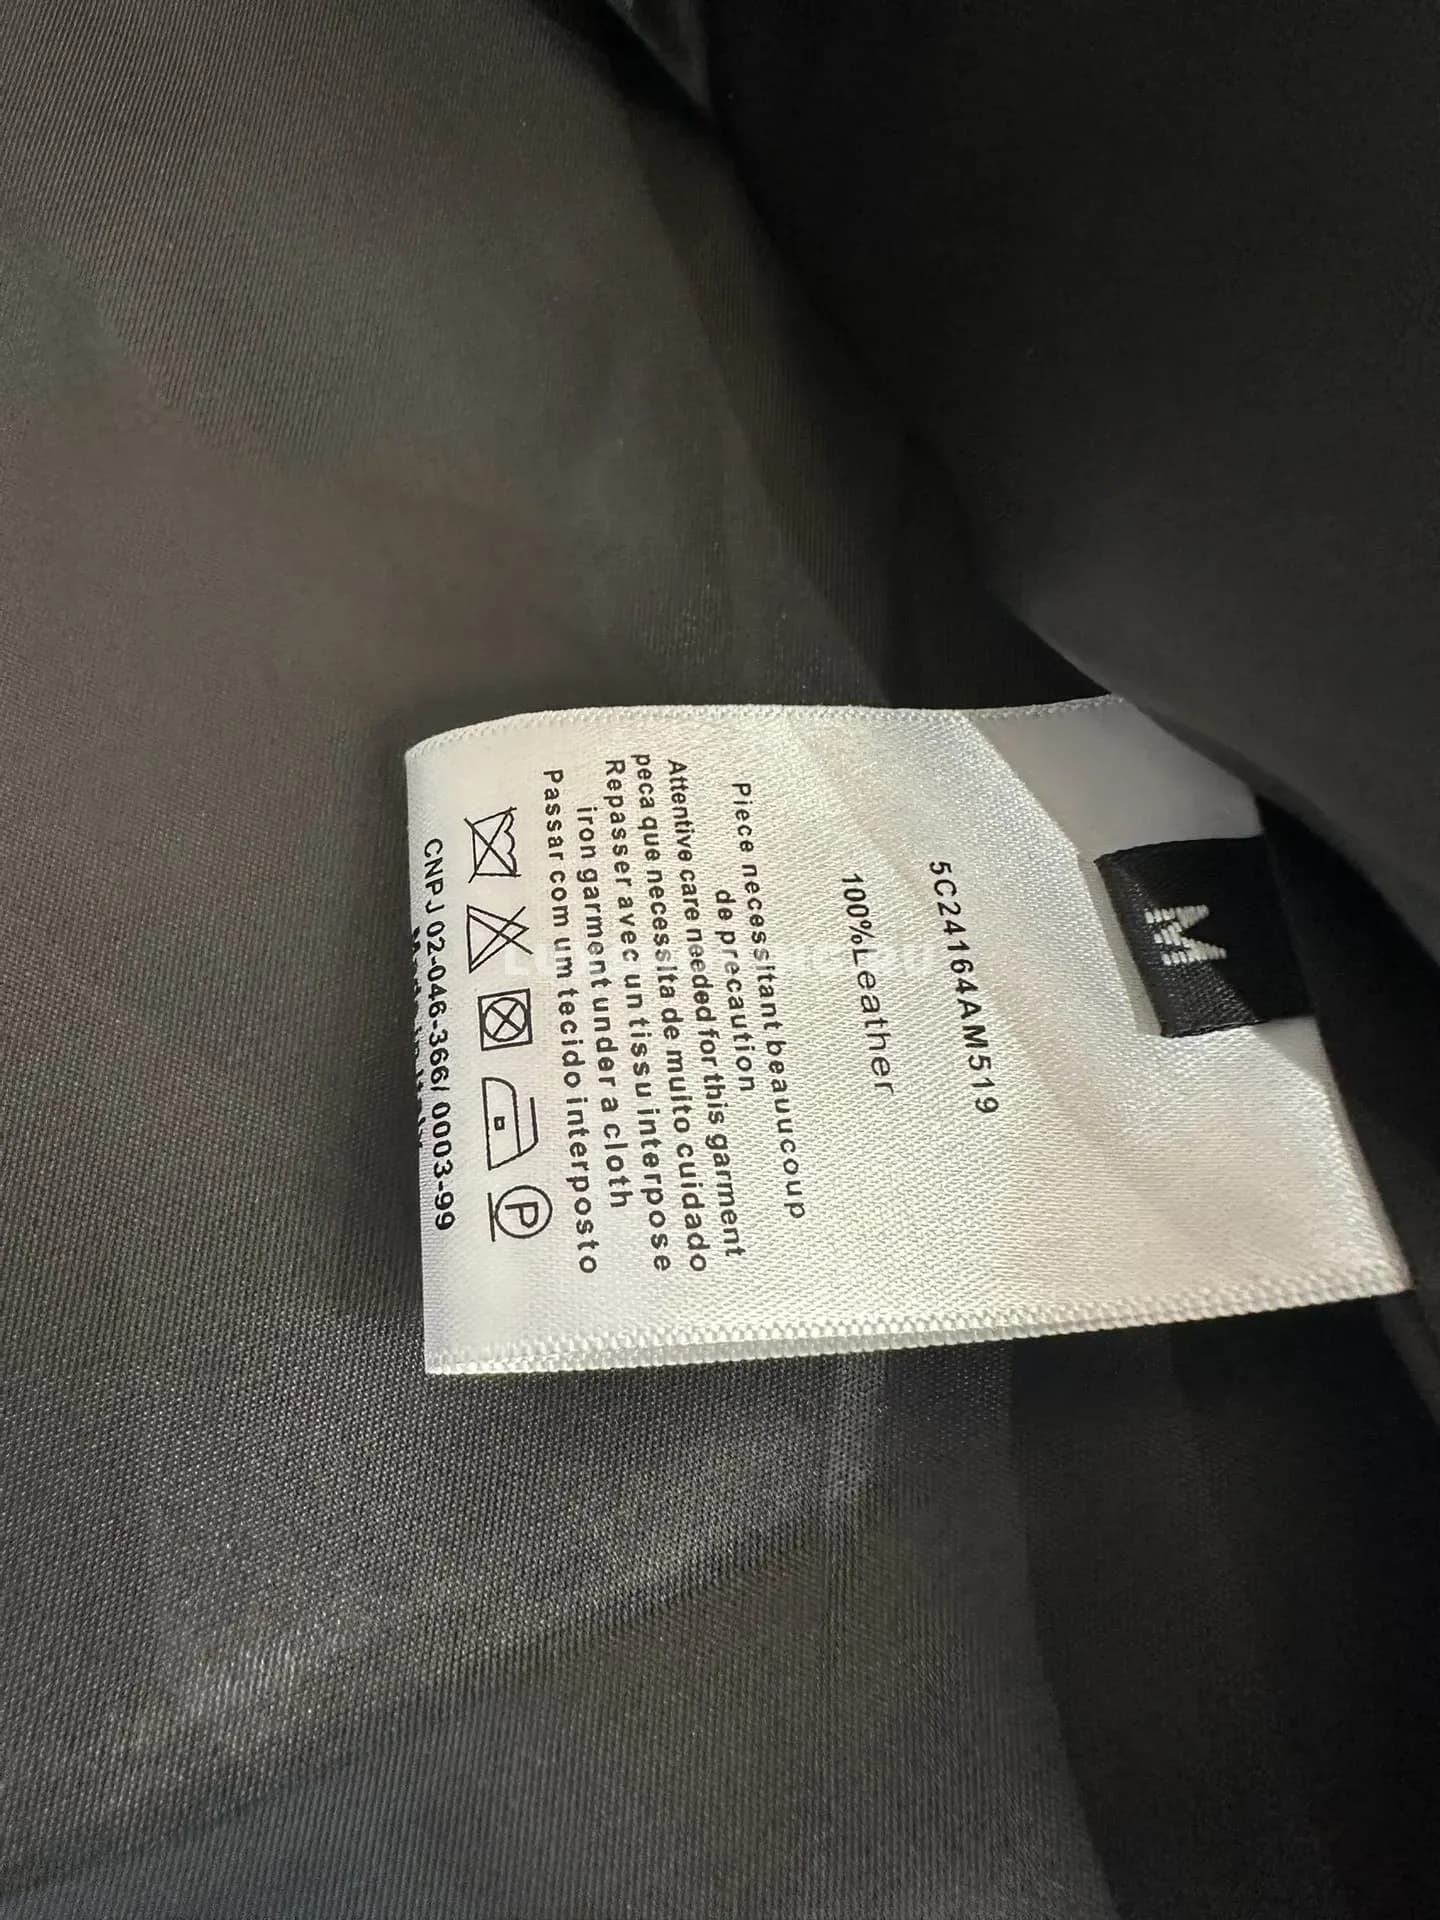 M
5C24164AM519
100%Leather
Piece necessitant beauucoup
de precaution
Attentive care needed for this garment
peca que necessita de muito cuidado
Repasser avec un tissu interpose
iron garment under a cloth
Passar com um tecido interposto
P
CNPJ 02-046-366/ 0003-99